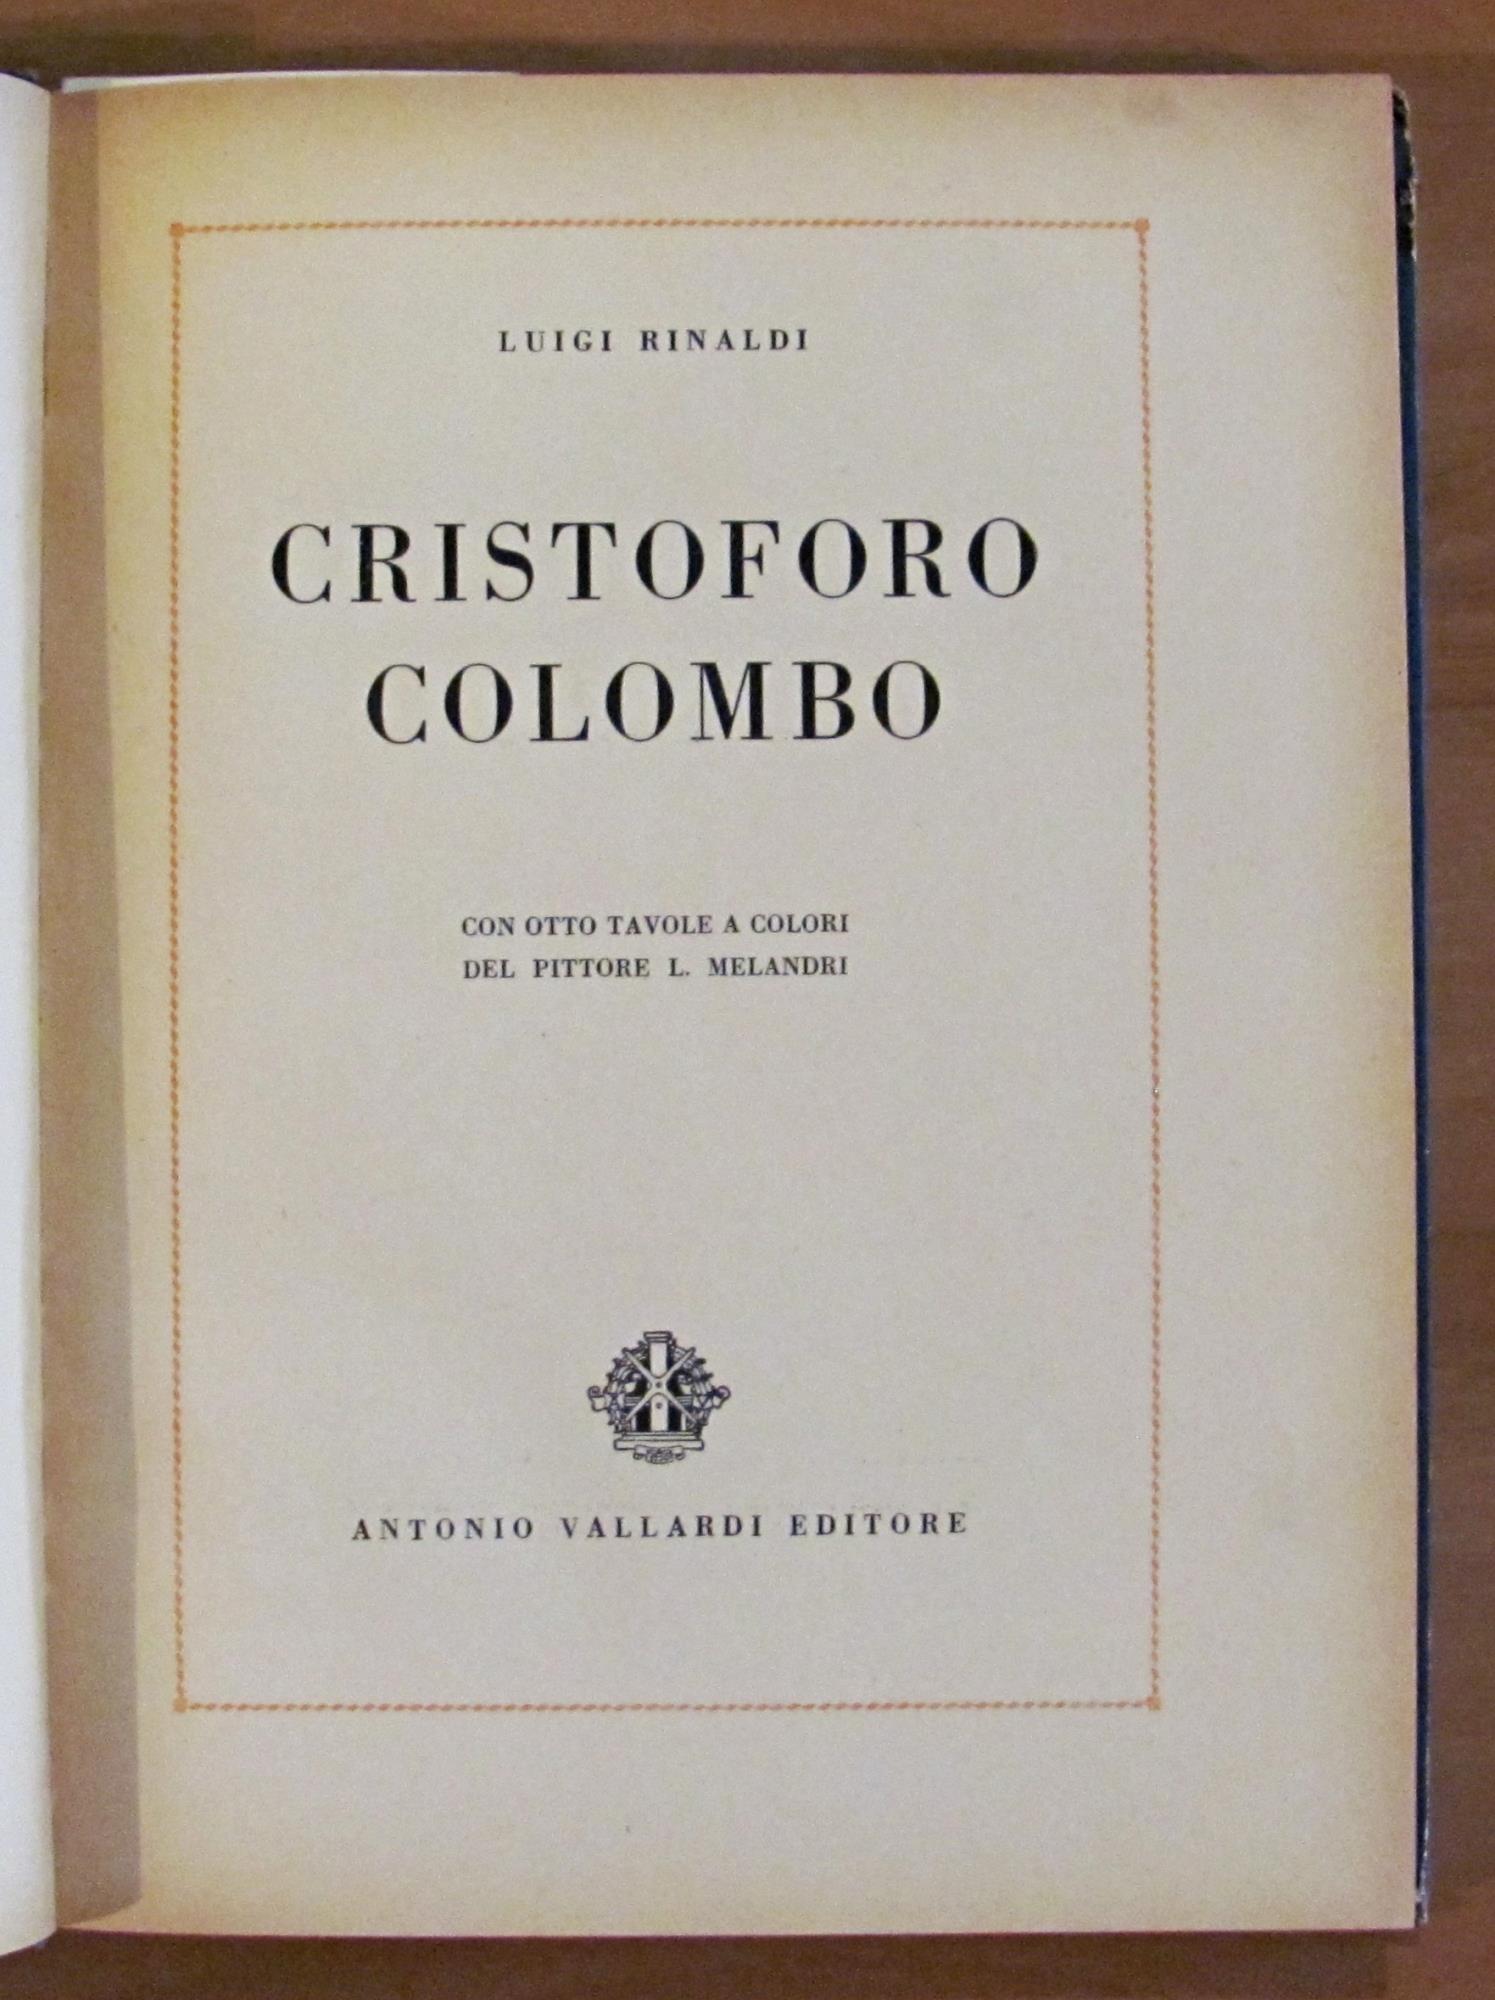 LUIGI RINALDI
CRISTOFORO
COLOMBO
CON OTTO TAVOLE A COLORI
DEL PITTORE L. MELANDRI
ANTONIO VALLARDI EDITORE